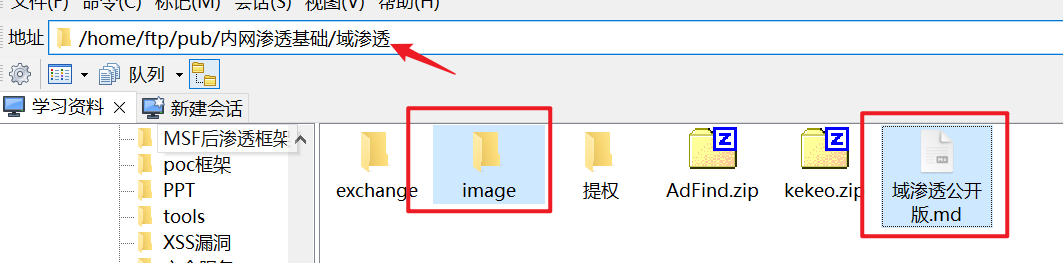 文件(F) 命令(C) 标记(M) 会话(S) 视图(V) 帮助(H)
地址 /home/ftp/pub/内网渗透基础/域渗透
队列
学习资料 新建会话
MSF后渗透框架
poc框架
PPT
tools
XSS漏洞
exchange
image
提权
AdFind.zip
kekeo.zip
域渗透公开
版.md